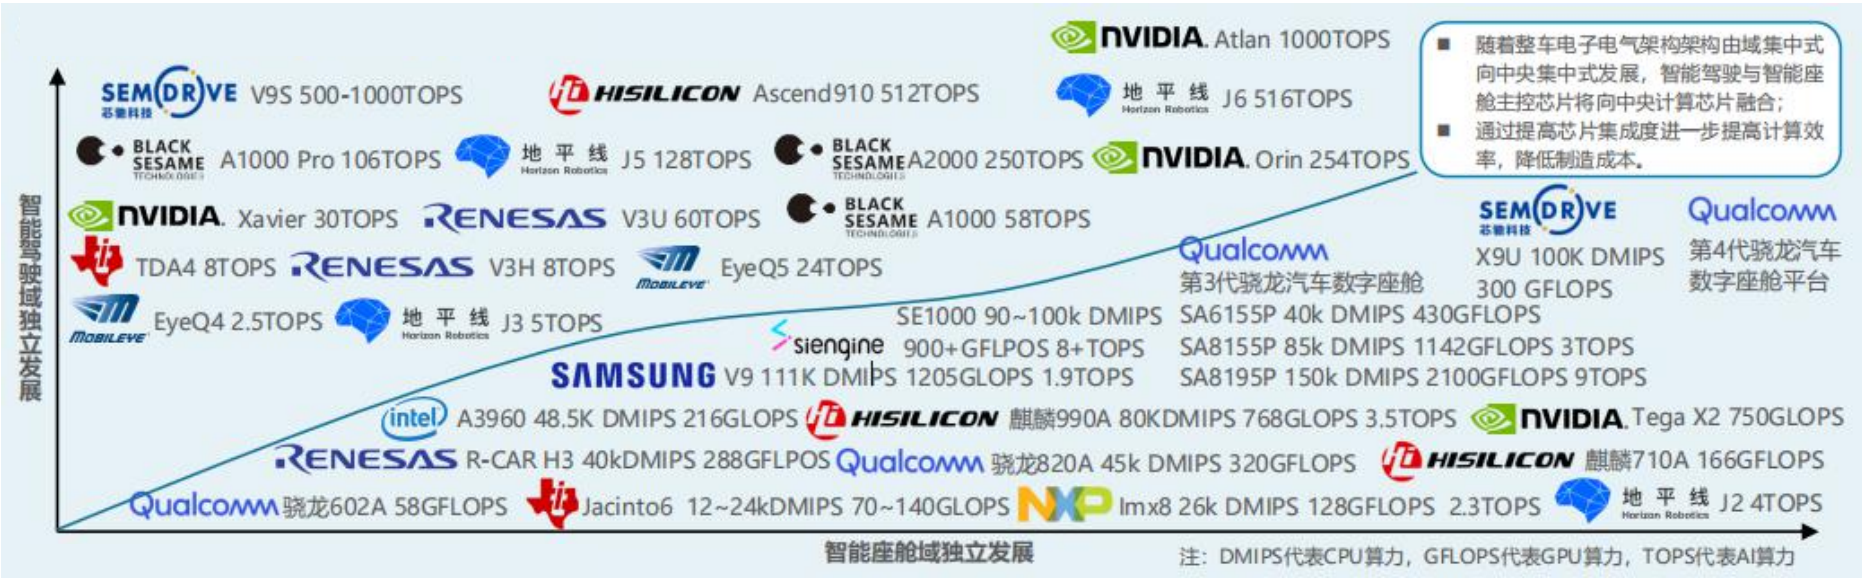 NVIDIA. Atlan 1000TOPS
SEMDRIVE 芯驰科技 V9S 500-1000TOPS
HISILICON Ascend910 512TOPS
地平线 Horizon Robotics J6 516TOPS
BLACK SESAME TECHNOLOGIES A1000 Pro 106TOPS
地平线 Horizon Robotics J5 128TOPS
BLACK SESAME TECHNOLOGIES A2000 250TOPS
NVIDIA. Orin 254TOPS
NVIDIA. Xavier 30TOPS
RENESAS V3U 60TOPS
BLACK SESAME TECHNOLOGIES A1000 58TOPS
TDA4 8TOPS
RENESAS V3H 8TOPS
MOBILEYE EyeQ5 24TOPS
MOBILEYE EyeQ4 2.5TOPS
地平线 Horizon Robotics J3 5TOPS
■ 随着整车电子电气架构架构由域集中式
向中央集中式发展，智能驾驶与智能座
舱主控芯片将向中央计算芯片融合；
■ 通过提高芯片集成度进一步提高计算效
率，降低制造成本。
SEMDRIVE 芯驰科技
X9U 100K DMIPS
300 GFLOPS
Qualcomm
第4代骁龙汽车
数字座舱平台
Qualcomm
第3代骁龙汽车数字座舱
SA6155P 40k DMIPS 430GFLOPS
SA8155P 85k DMIPS 1142GFLOPS 3TOPS
SA8195P 150k DMIPS 2100GFLOPS 9TOPS
siengine
SE1000 90~100k DMIPS
900+GFLPOS 8+TOPS
SAMSUNG V9 111K DMIPS 1205GLOPS 1.9TOPS
intel A3960 48.5K DMIPS 216GLOPS
HISILICON 麒麟990A 80KDMIPS 768GLOPS 3.5TOPS
NVIDIA. Tega X2 750GLOPS
RENESAS R-CAR H3 40kDMIPS 288GFLPOS
Qualcomm 骁龙820A 45k DMIPS 320GFLOPS
HISILICON 麒麟710A 166GFLOPS
Qualcomm 骁龙602A 58GFLOPS
Jacinto6 12~24kDMIPS 70~140GLOPS
NXP Imx8 26k DMIPS 128GFLOPS 2.3TOPS
地平线 Horizon Robotics J2 4TOPS
智能驾驶域独立发展
智能座舱域独立发展
注：DMIPS代表CPU算力，GFLOPS代表GPU算力，TOPS代表AI算力